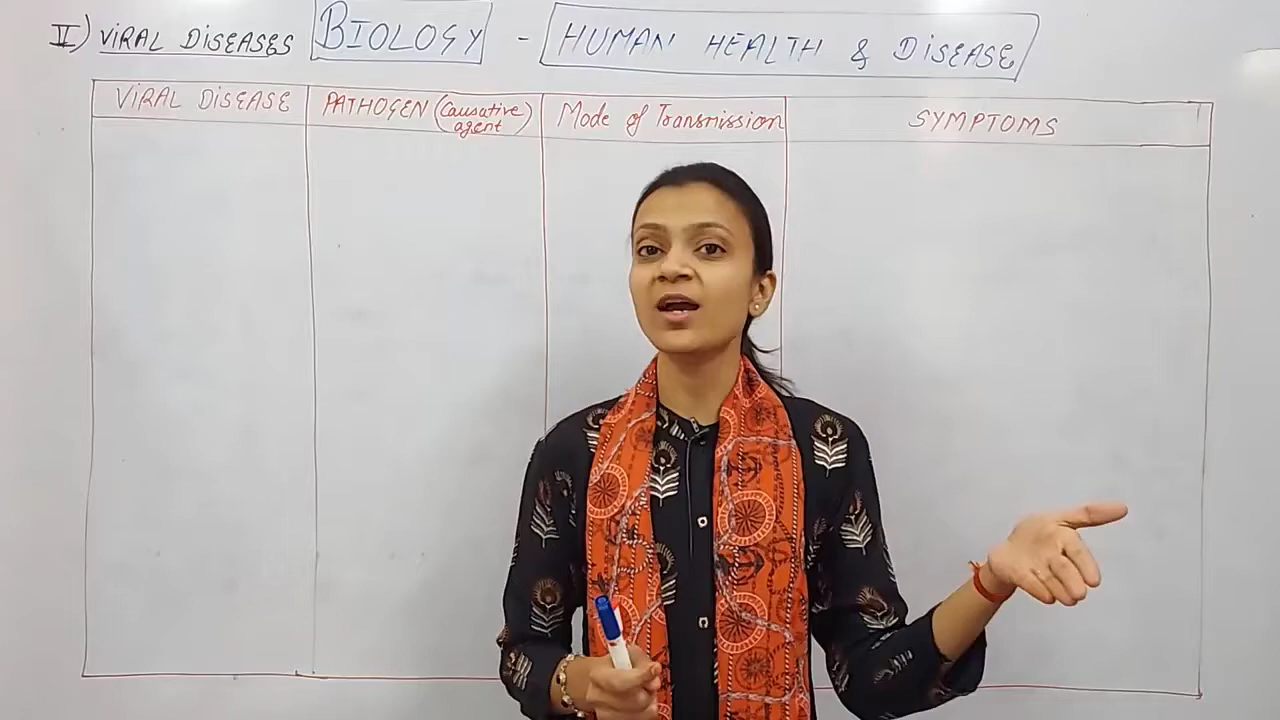 II) VIRAL DISEASES BIOLOGY - HUMAN HEALTH & DISEASE
VIRAL DISEASE PATHOGEN (Causative agent) Mode of Transmission SYMPTOMS